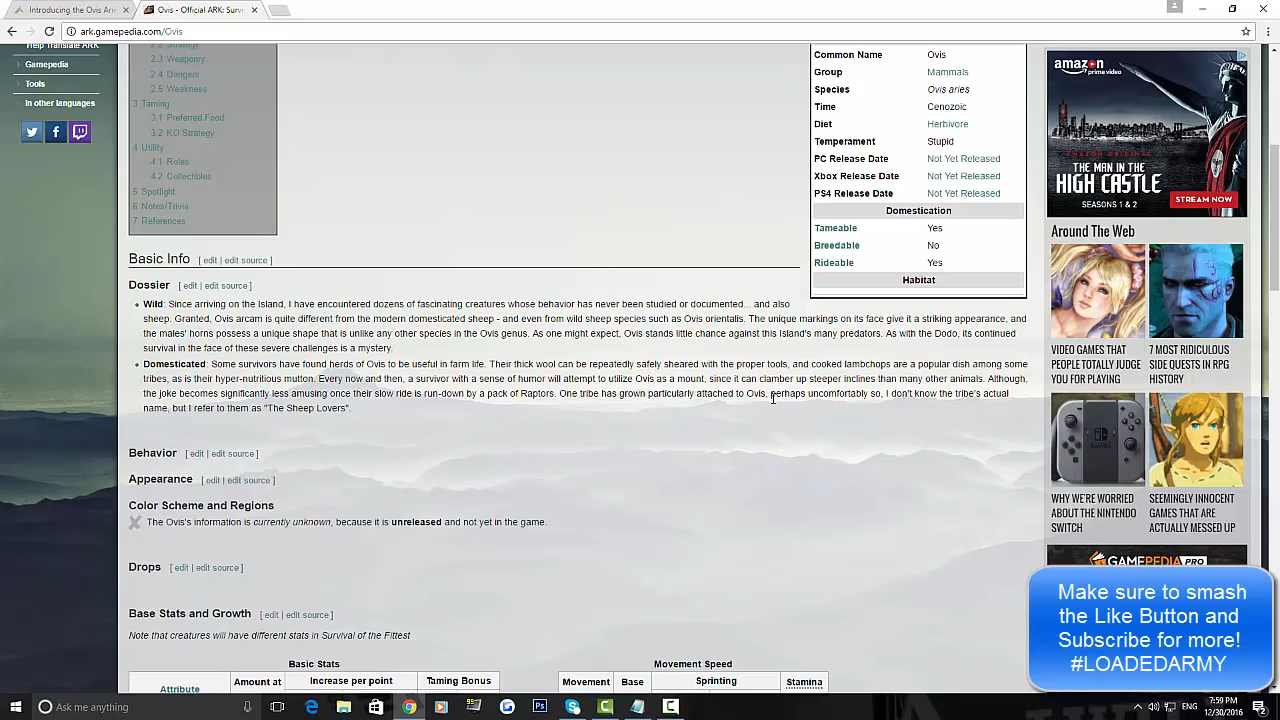 Introducing the Ovis Arie
Ovis - Official ARK: Surv
ark.gamepedia.com/Ovis
Help Translate ARK
Gamepedia
Tools
In other languages
2.2 Strategy
2.3 Weaponry
2.4 Dangers
2.5 Weakness
3 Taming
3.1 Preferred Food
3.2 KO Strategy
4 Utility
4.1 Roles
4.2 Collectibles
5 Spotlight
6 Notes/Trivia
7 References
Common Name Ovis
Group Mammals
Species Ovis aries
Time Cenozoic
Diet Herbivore
Temperament Stupid
PC Release Date Not Yet Released
Xbox Release Date Not Yet Released
PS4 Release Date Not Yet Released
Domestication
Tameable Yes
Breedable No
Rideable Yes
Habitat
Basic Info [ edit | edit source ]
Dossier [ edit | edit source ]
Wild: Since arriving on the Island, I have encountered dozens of fascinating creatures whose behavior has never been studied or documented... and also
sheep. Granted, Ovis arcam is quite different from the modern domesticated sheep - and even from wild sheep species such as Ovis orientalis. The unique markings on its face give it a striking appearance, and
the males' horns possess a unique shape that is unlike any other species in the Ovis genus. As one might expect, Ovis stands little chance against this Island's many predators. As with the Dodo, its continued
survival in the face of these severe challenges is a mystery.
Domesticated: Some survivors have found herds of Ovis to be useful in farm life. Their thick wool can be repeatedly safely sheared with the proper tools, and cooked lambchops are a popular dish among some
tribes, as is their hyper-nutritious mutton. Every now and then, a survivor with a sense of humor will attempt to utilize Ovis as a mount, since it can clamber up steeper inclines than many other animals. Although,
the joke becomes significantly less amusing once their slow ride is run-down by a pack of Raptors. One tribe has grown particularly attached to Ovis, perhaps uncomfortably so, I don't know the tribe's actual
name, but I refer to them as "The Sheep Lovers".
Behavior [ edit | edit source ]
Appearance [ edit | edit source ]
Color Scheme and Regions
The Ovis's information is currently unknown, because it is unreleased and not yet in the game.
Drops [ edit | edit source ]
Base Stats and Growth [ edit | edit source ]
Note that creatures will have different stats in Survival of the Fittest
Basic Stats
Attribute
Amount at
Increase per point
Taming Bonus
Movement Speed
Movement
Base
Sprinting
Stamina
amazon
prime video
AMAZON ORIGINAL
THE MAN IN THE
HIGH CASTLE
SEASONS 1 & 2
STREAM NOW
Around The Web
VIDEO GAMES THAT
PEOPLE TOTALLY JUDGE
YOU FOR PLAYING
7 MOST RIDICULOUS
SIDE QUESTS IN RPG
HISTORY
WHY WE'RE WORRIED
ABOUT THE NINTENDO
SWITCH
SEEMINGLY INNOCENT
GAMES THAT ARE
ACTUALLY MESSED UP
GAMEPEDIA PRO
Make sure to smash
the Like Button and
Subscribe for more!
#LOADEDARMY
Ask me anything
ENG
7:59 PM
12/30/2016